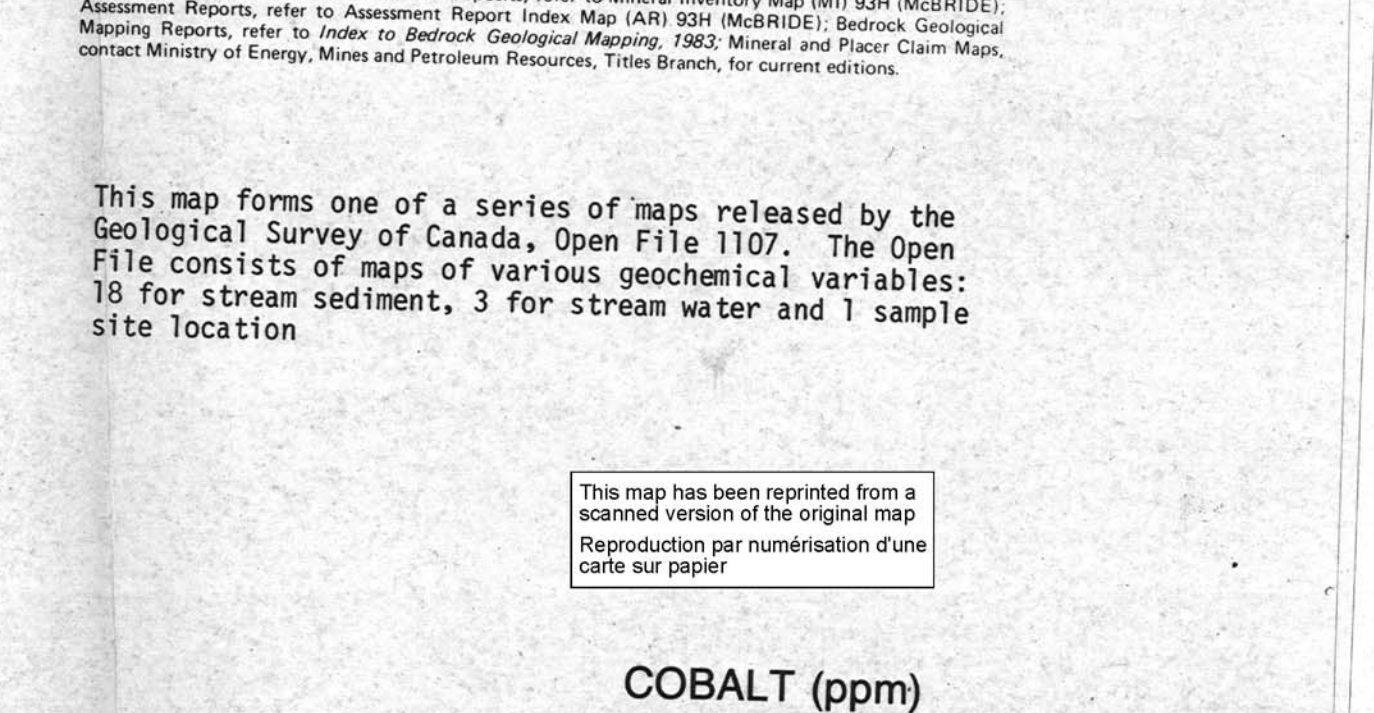 Assessment Reports, refer to Assessment Report Index Map (AR) 93H (McBRIDE); Bedrock Geological
Mapping Reports, refer to Index to Bedrock Geological Mapping, 1983; Mineral and Placer Claim Maps,
contact Ministry of Energy, Mines and Petroleum Resources, Titles Branch, for current editions.
This map forms one of a series of maps released by the
Geological Survey of Canada, Open File 1107. The Open
File consists of maps of various geochemical variables:
18 for stream sediment, 3 for stream water and 1 sample
site location
This map has been reprinted from a
scanned version of the original map
Reproduction par numérisation d'une
carte sur papier
COBALT (ppm)